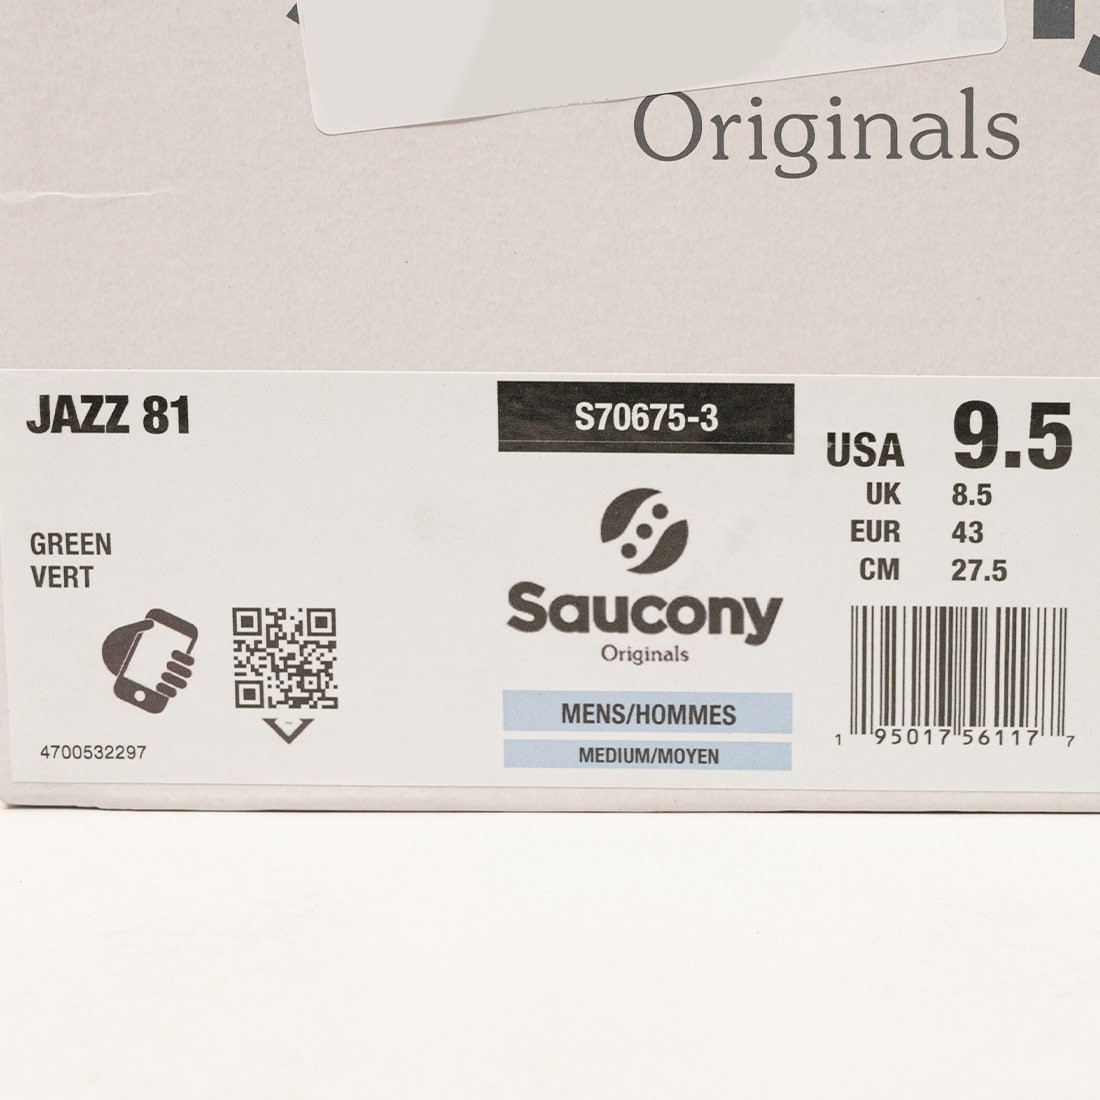 Originals
JAZZ 81
S70675-3
USA 9.5
UK 8.5
EUR 43
CM 27.5
GREEN
VERT
Saucony
Originals
MENS/HOMMES
MEDIUM/MOYEN
4700532297
1 95017 56117 7